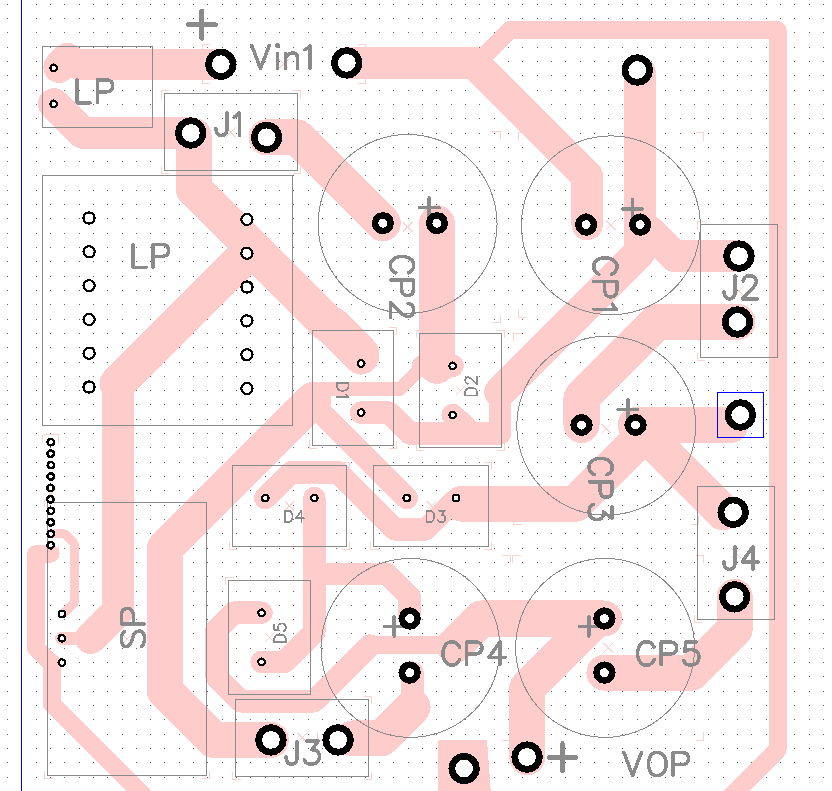 +
Vin1
LP
J1
+
+
LP
CP2
CP1
J2
D1
D2
+
CP3
D4
D3
J4
SP
D5
+
CP4
+
CP5
J3
+
VOP